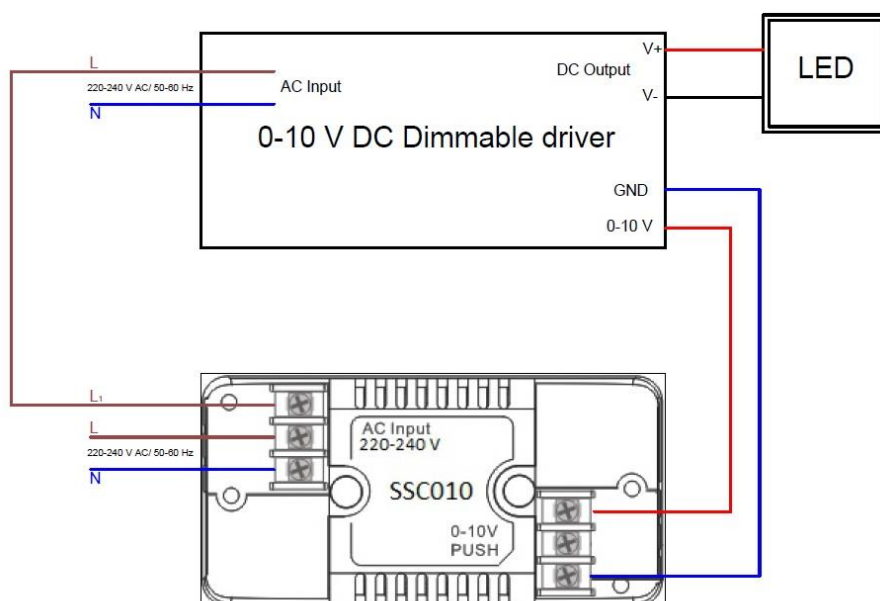 L
220-240 V AC/ 50-60 Hz
N
AC Input
DC Output
V+
V-
LED
0-10 V DC Dimmable driver
GND
0-10 V
L₁
L
220-240 V AC/ 50-60 Hz
N
AC Input
220-240 V
SSC010
0-10V
PUSH